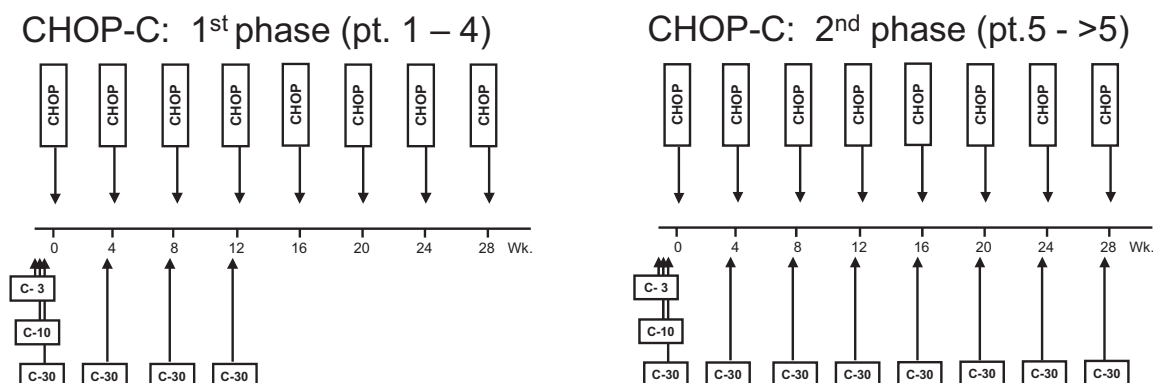 CHOP-C: 1st phase (pt. 1 – 4)
CHOP CHOP CHOP CHOP CHOP CHOP CHOP CHOP
0 4 8 12 16 20 24 28 Wk.
C- 3
C-10
C-30 C-30 C-30 C-30
CHOP-C: 2nd phase (pt.5 - >5)
CHOP CHOP CHOP CHOP CHOP CHOP CHOP CHOP
0 4 8 12 16 20 24 28 Wk.
C- 3
C-10
C-30 C-30 C-30 C-30 C-30 C-30 C-30 C-30